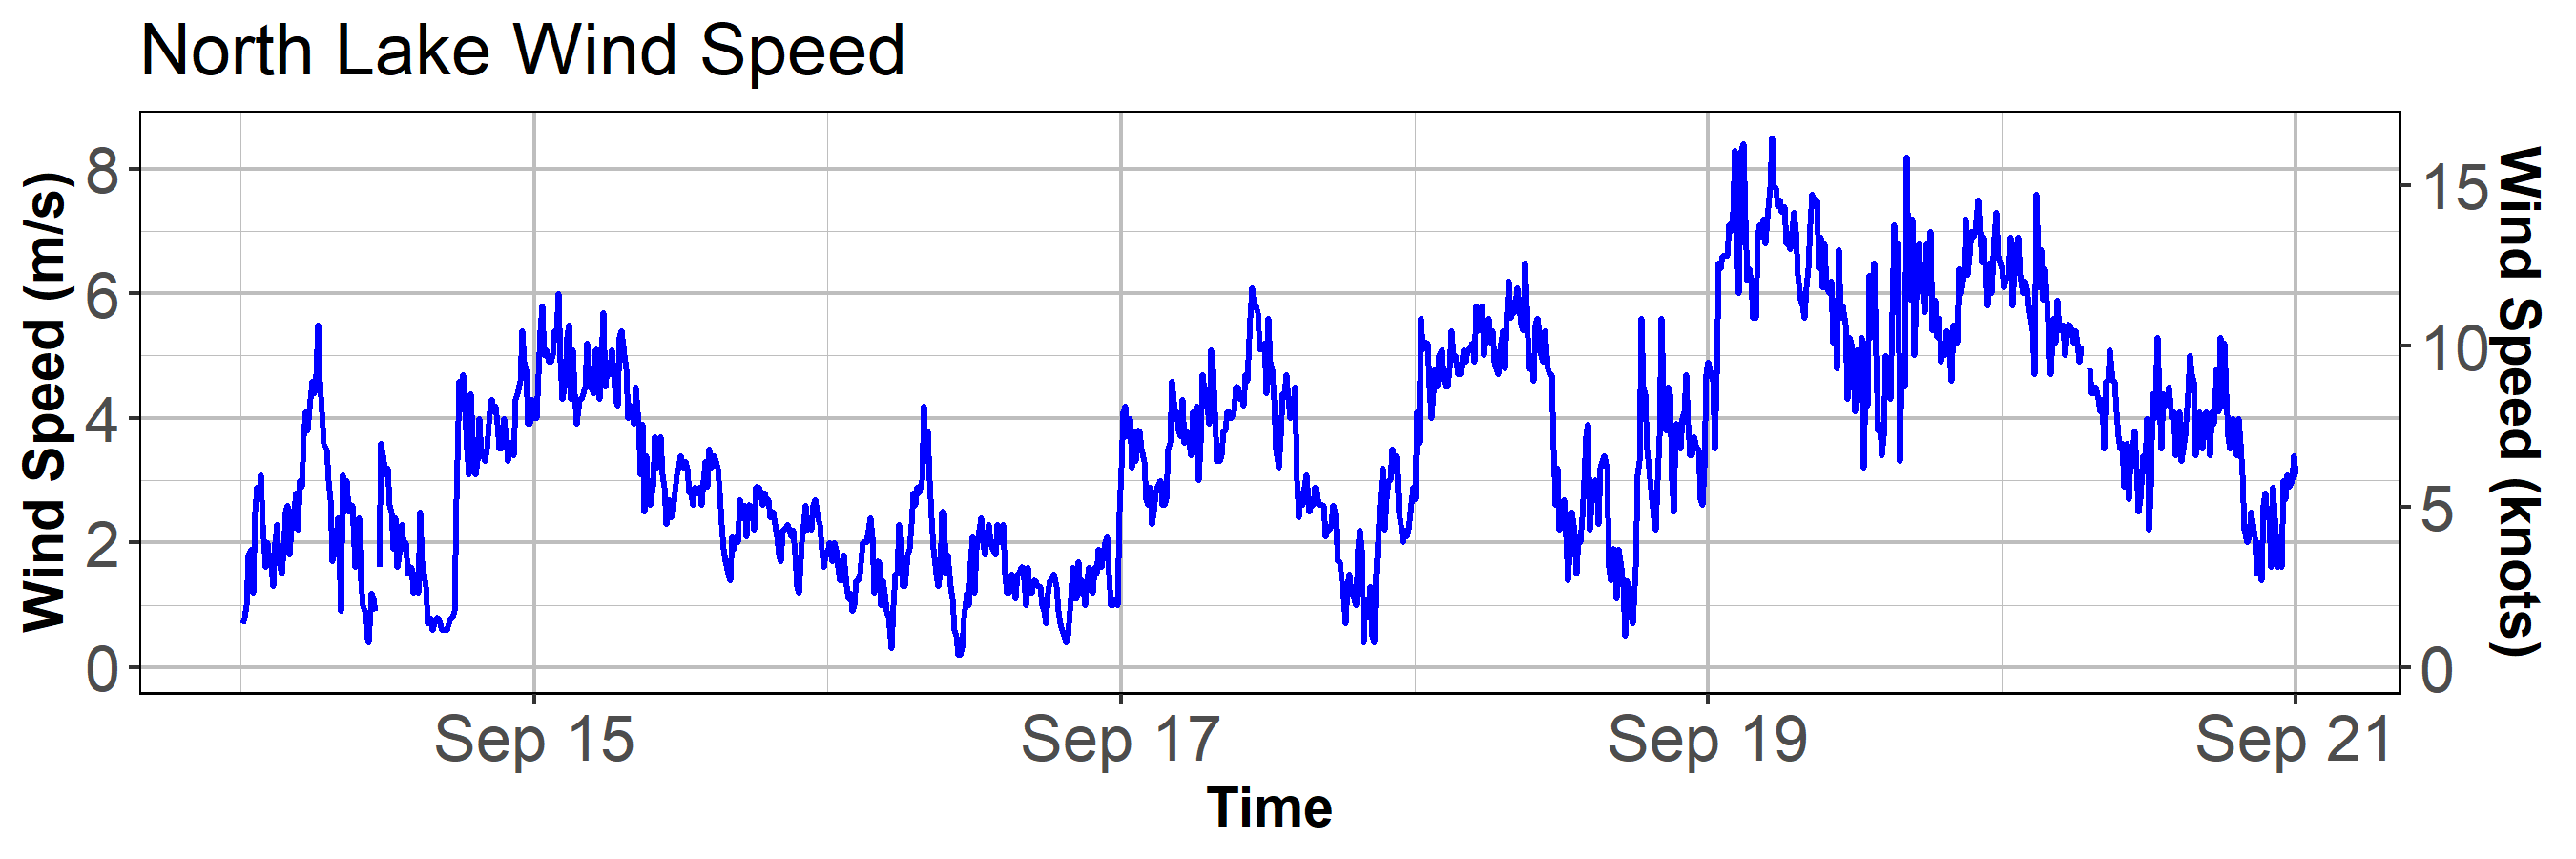 North Lake Wind Speed
Wind Speed (m/s)
8
6
4
2
0
15
10
5
0
Wind Speed (knots)
Sep 15
Sep 17
Sep 19
Sep 21
Time